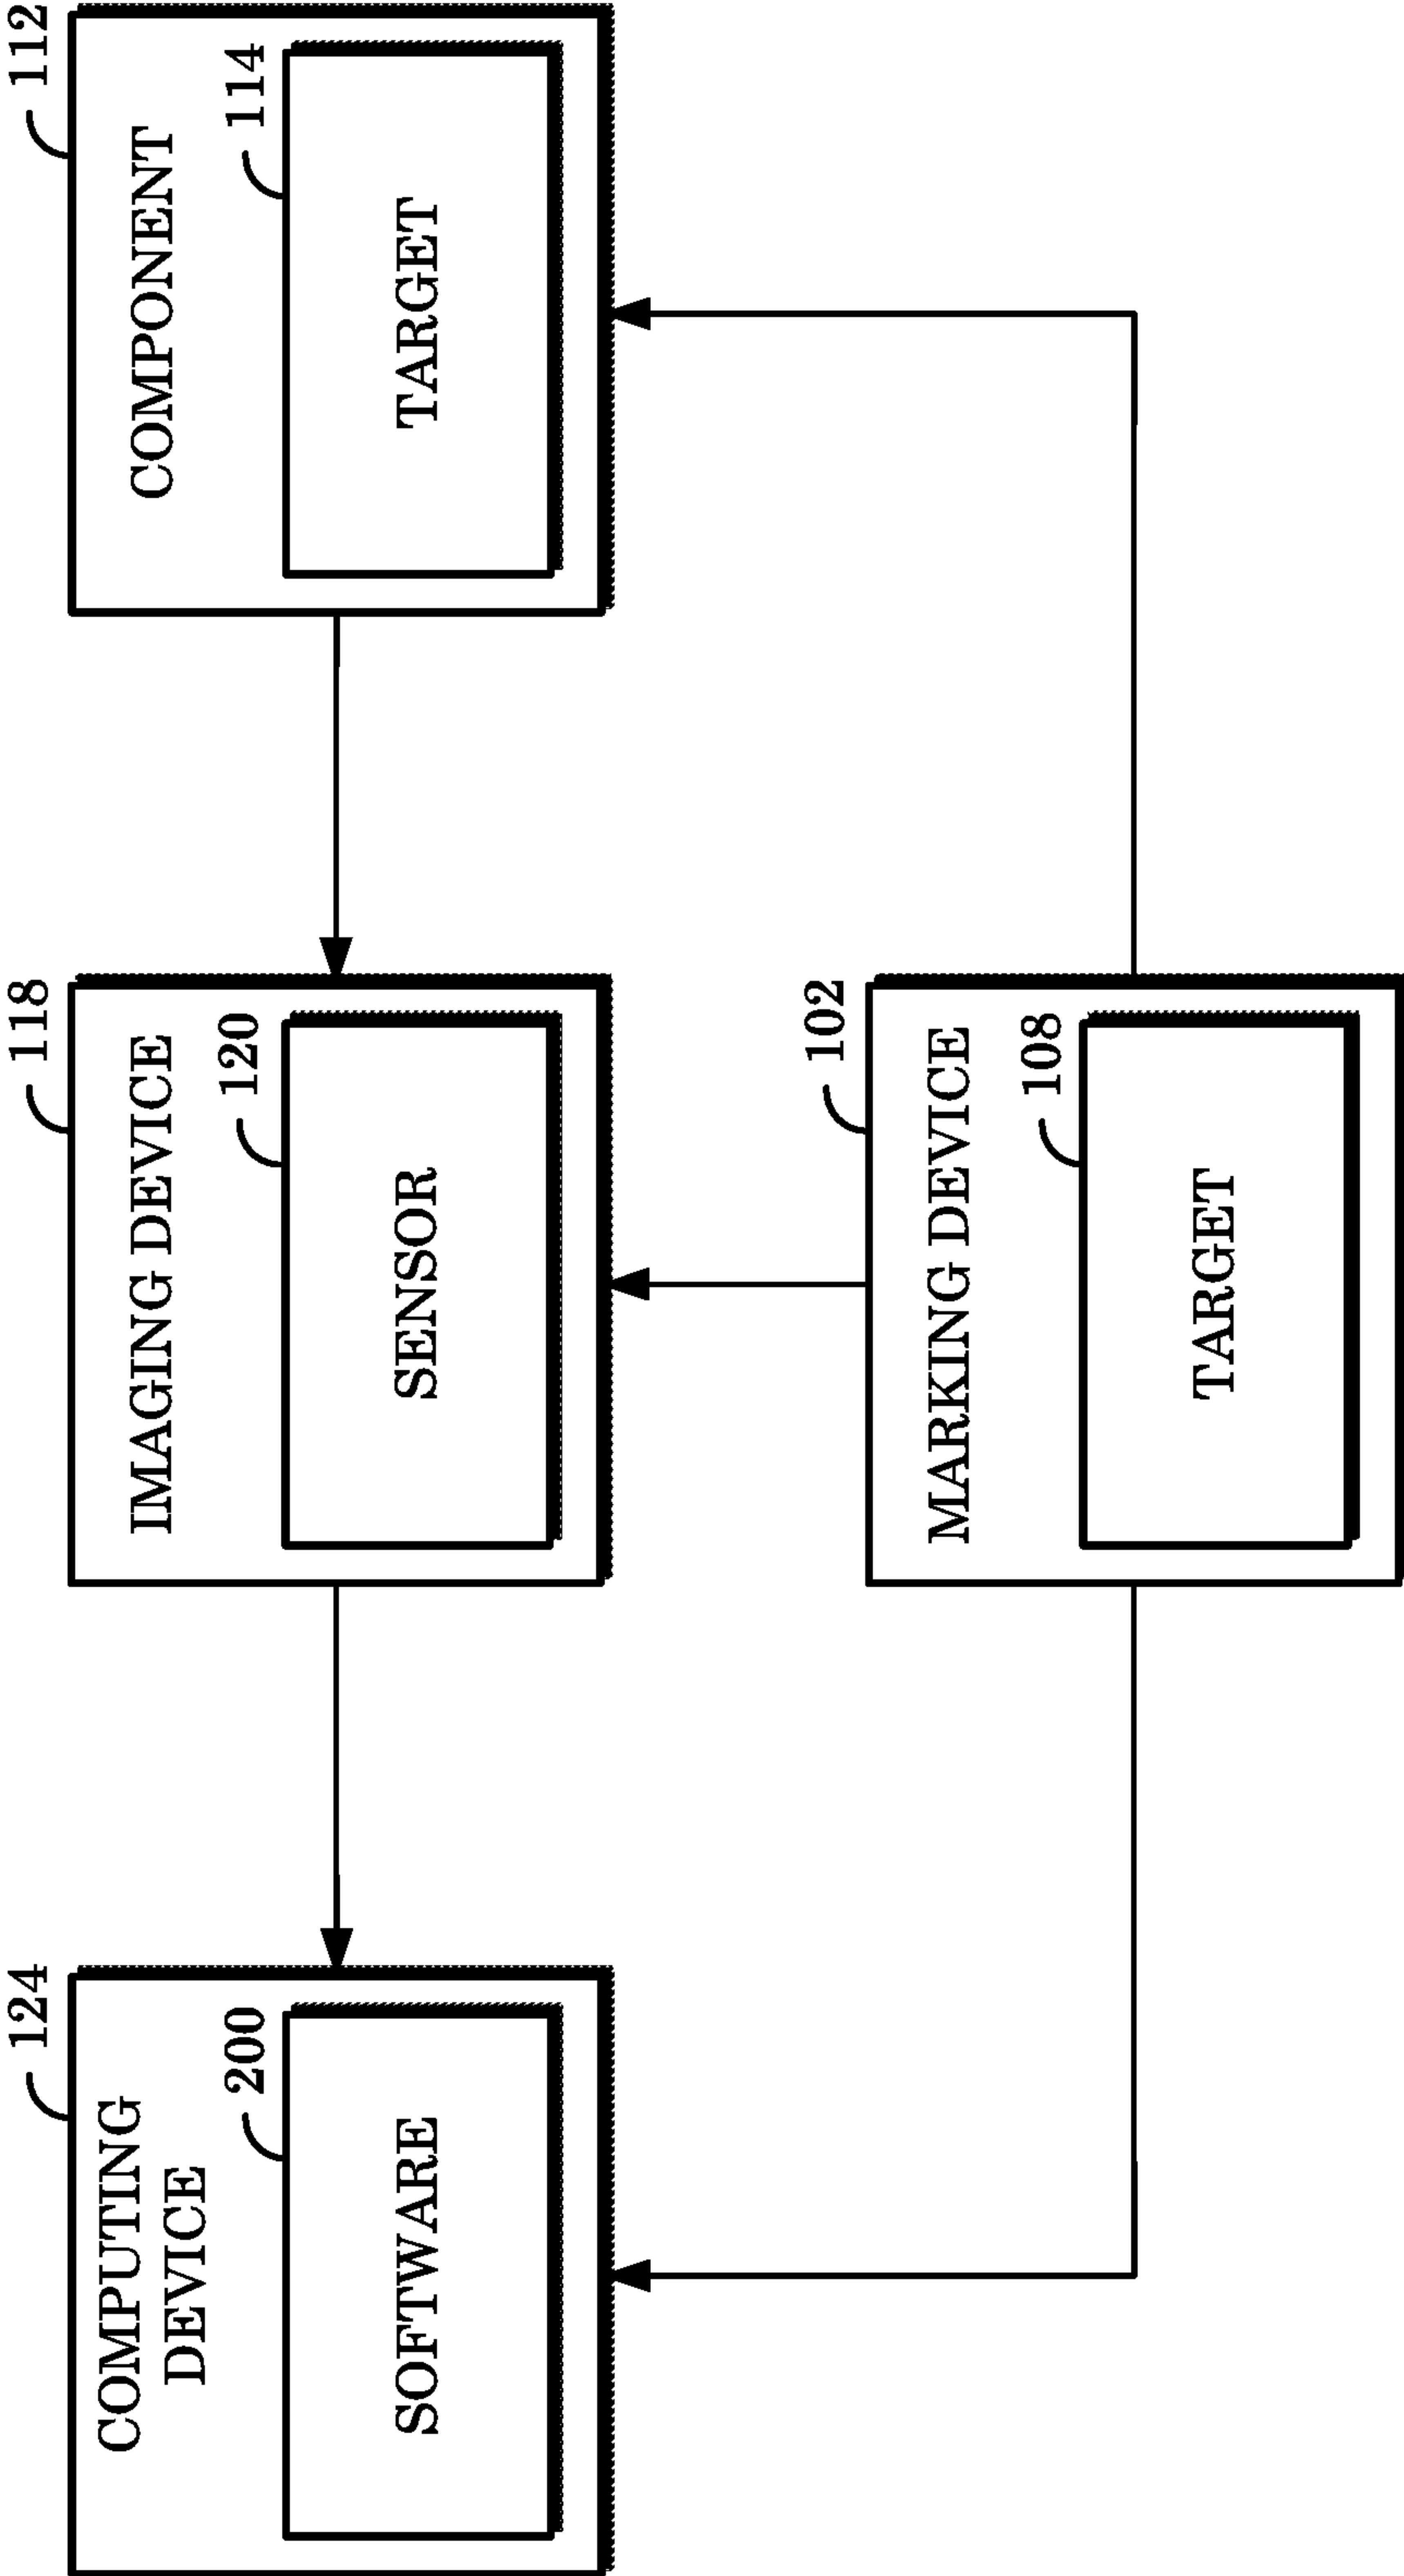 124
COMPUTING
DEVICE
200
SOFTWARE
118
IMAGING DEVICE
120
SENSOR
112
COMPONENT
114
TARGET
102
MARKING DEVICE
108
TARGET